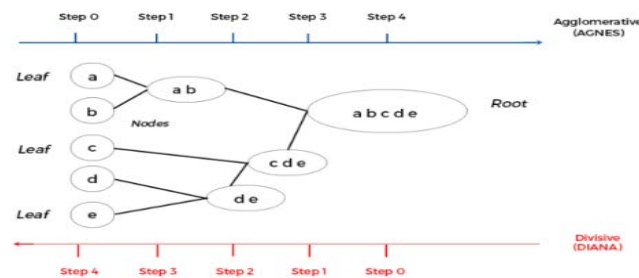 Step 0 Step 1 Step 2 Step 3 Step 4
Agglomerative
(AGNES)
Leaf a
a b
b
Nodes
a b c d e
Root
Leaf c
c d e
d
d e
Leaf e
Divisive
(DIANA)
Step 4 Step 3 Step 2 Step 1 Step 0